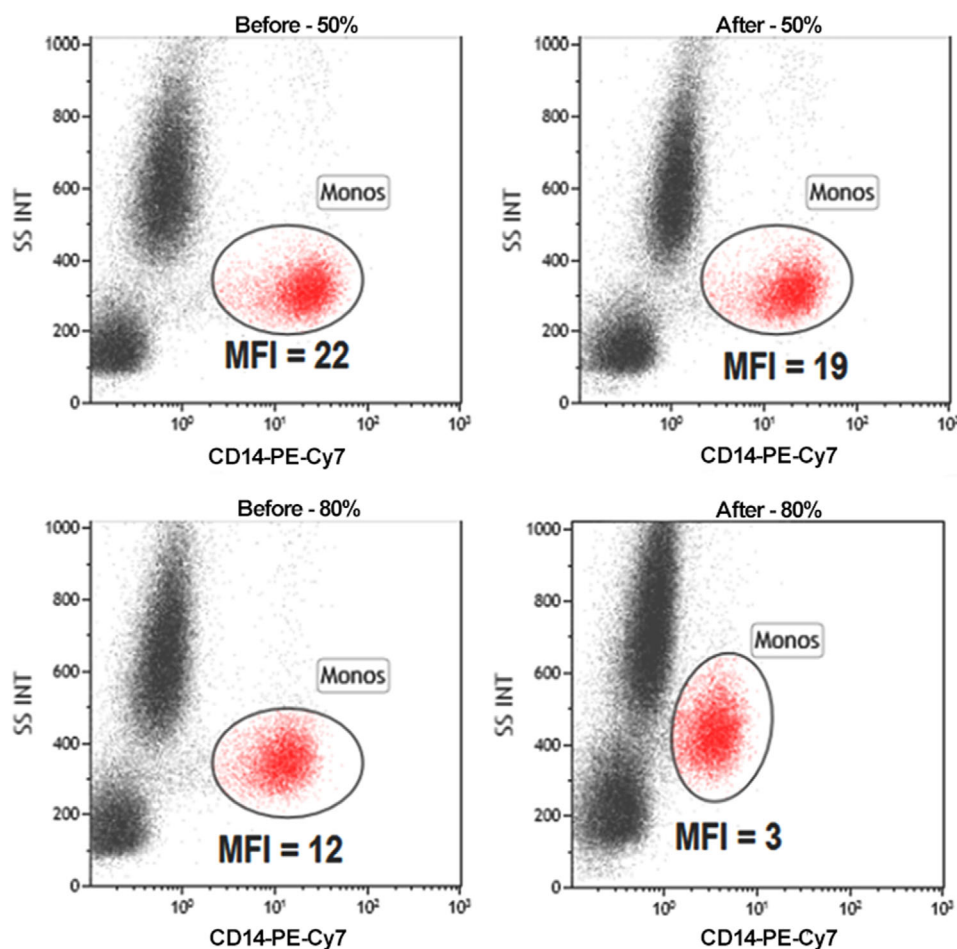 Before - 50%
1000
800
600
400
200
0
SS INT
Monos
MFI = 22
10⁰ 10¹ 10² 10³
CD14-PE-Cy7
After - 50%
1000
800
600
400
200
0
SS INT
Monos
MFI = 19
10⁰ 10¹ 10² 10³
CD14-PE-Cy7
Before - 80%
1000
800
600
400
200
0
SS INT
Monos
MFI = 12
10⁰ 10¹ 10² 10³
CD14-PE-Cy7
After - 80%
1000
800
600
400
200
0
SS INT
Monos
MFI = 3
10⁰ 10¹ 10² 10³
CD14-PE-Cy7